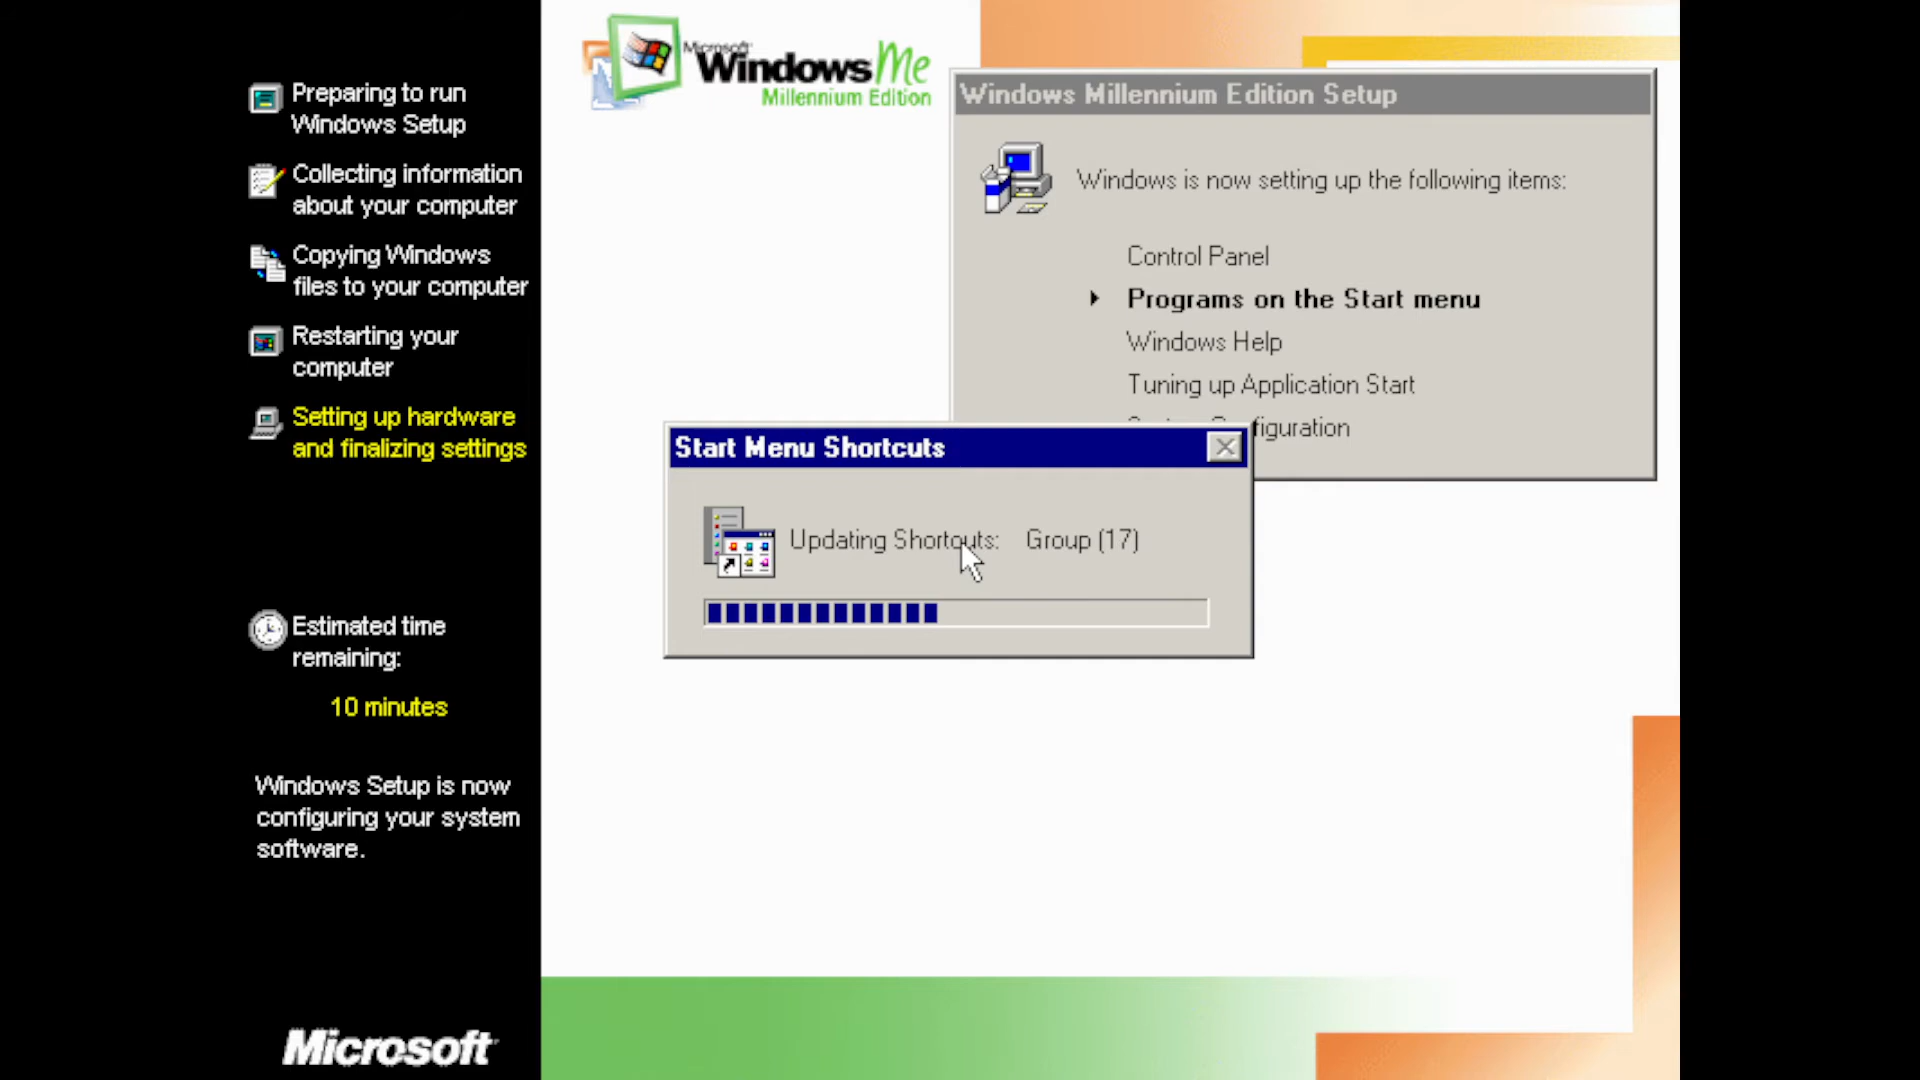 Preparing to run
Windows Setup
Collecting information
about your computer
Copying Windows
files to your computer
Restarting your
computer
Setting up hardware
and finalizing settings
Estimated time
remaining:
10 minutes
Windows Setup is now
configuring your system
software.
Microsoft
Microsoft
Windows Me
Millennium Edition
Windows Millennium Edition Setup
Windows is now setting up the following items:
Control Panel
Programs on the Start menu
Windows Help
Tuning up Application Start
Start Menu Shortcuts
Updating Shortcuts: Group (17)